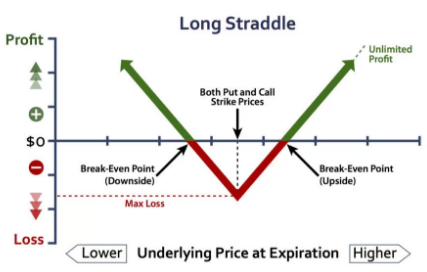 Long Straddle
Profit
Unlimited
Profit
Both Put and Call
Strike Prices
$0
Break-Even Point
(Downside)
Break-Even Point
(Upside)
Max Loss
Loss
Lower
Underlying Price at Expiration
Higher